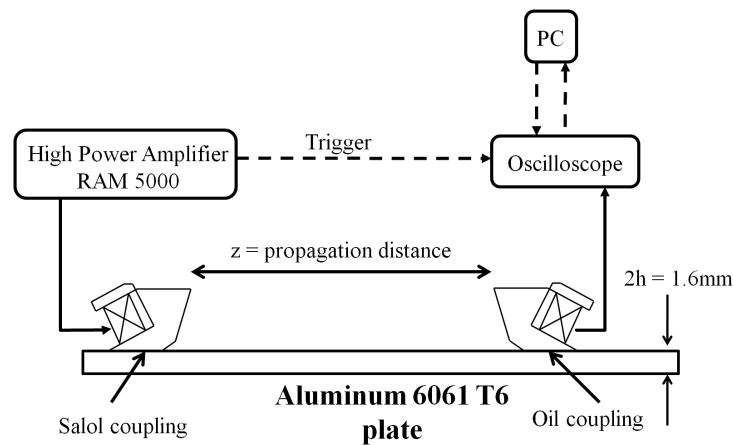 PC
High Power Amplifier
RAM 5000
Trigger
Oscilloscope
z = propagation distance
2h = 1.6mm
Aluminum 6061 T6
plate
Salol coupling
Oil coupling